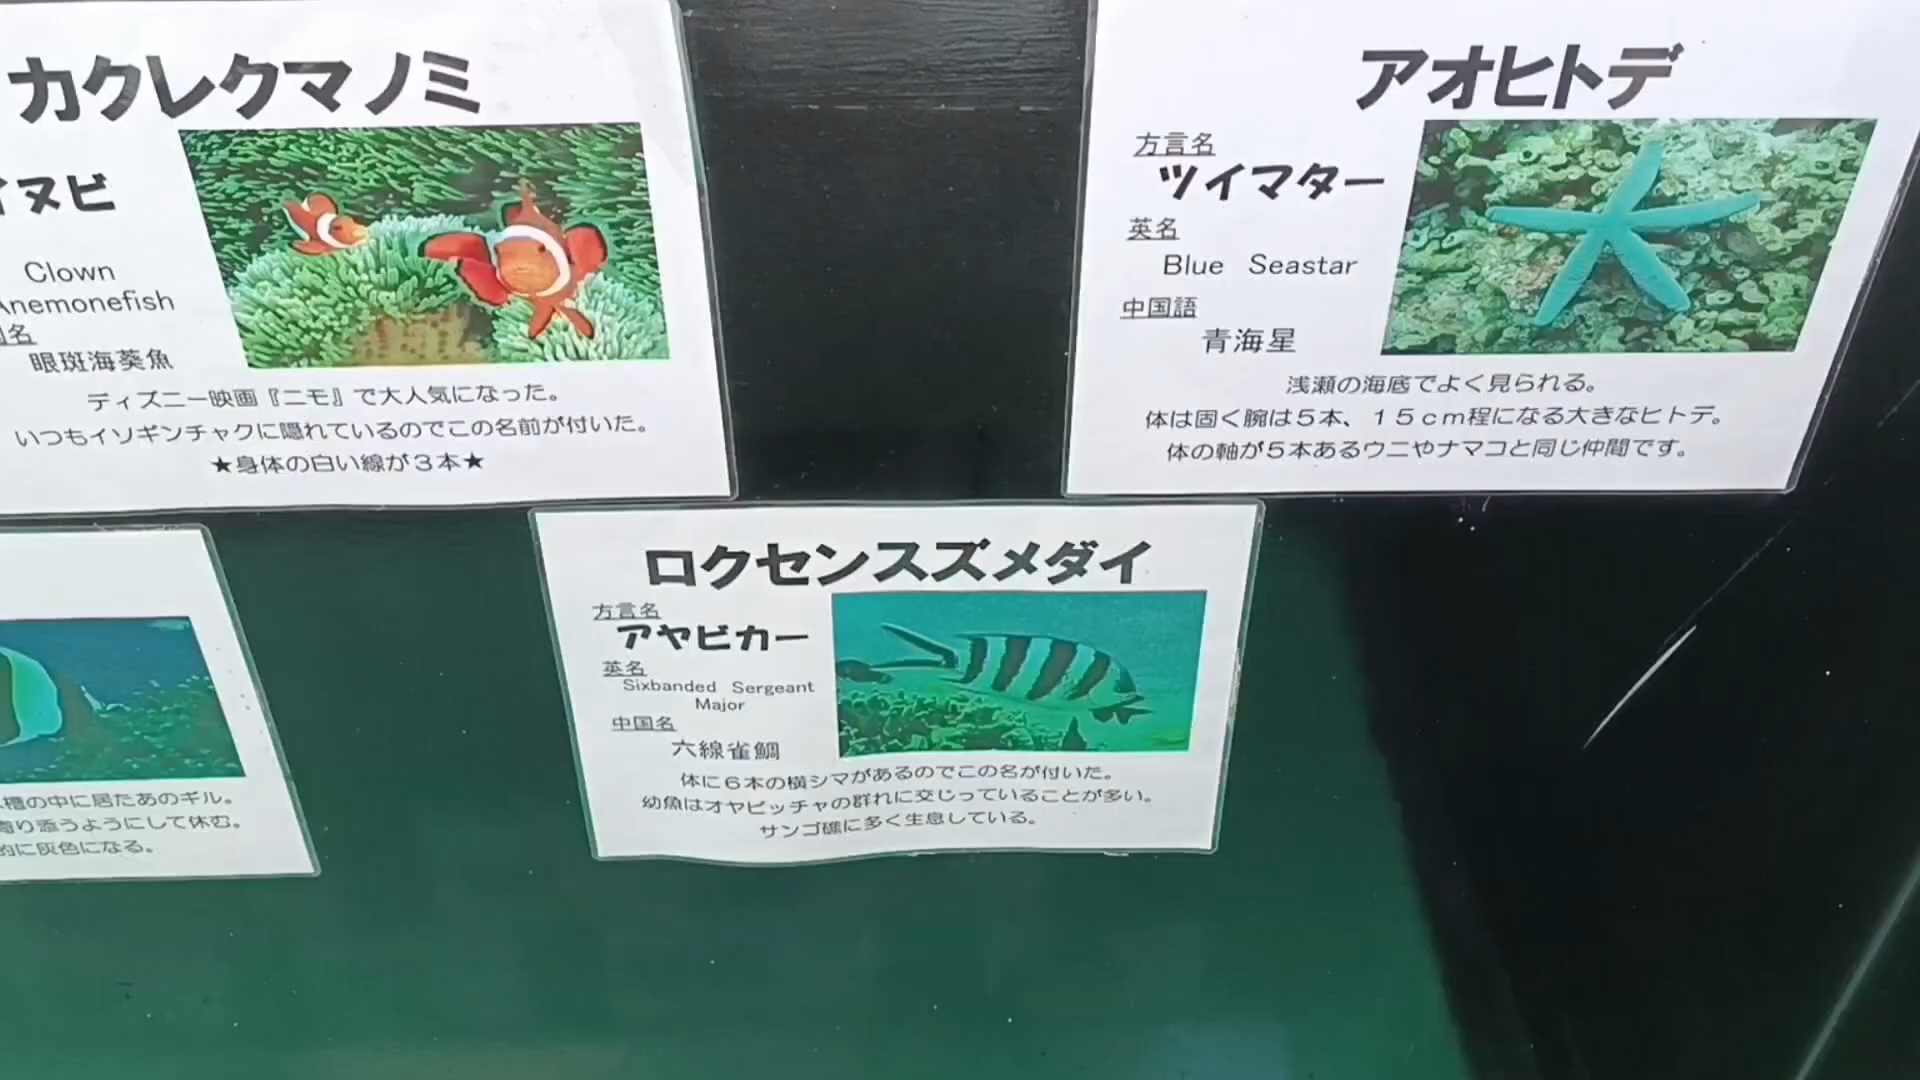 カクレクマノミ
イヌビ
Clown
Anemonefish
国名
眼斑海葵魚
ディズニー映画『ニモ』で大人気になった。
いつもイソギンチャクに隠れているのでこの名前が付いた。
★身体の白い線が３本★
アオヒトデ
方言名
ツイマター
英名
Blue Seastar
中国語
青海星
浅瀬の海底でよく見られる。
体は固く腕は５本、１５ｃｍ程になる大きなヒトデ。
体の軸が５本あるウニやナマコと同じ仲間です。
槽の中に居たあのギル。
寄り添うようにして休む。
的に灰色になる。
ロクセンスズメダイ
方言名
アヤビカー
英名
Sixbanded Sergeant
Major
中国名
六線雀鯛
体に６本の横シマがあるのでこの名が付いた。
幼魚はオヤビッチャの群れに交じっていることが多い。
サンゴ礁に多く生息している。